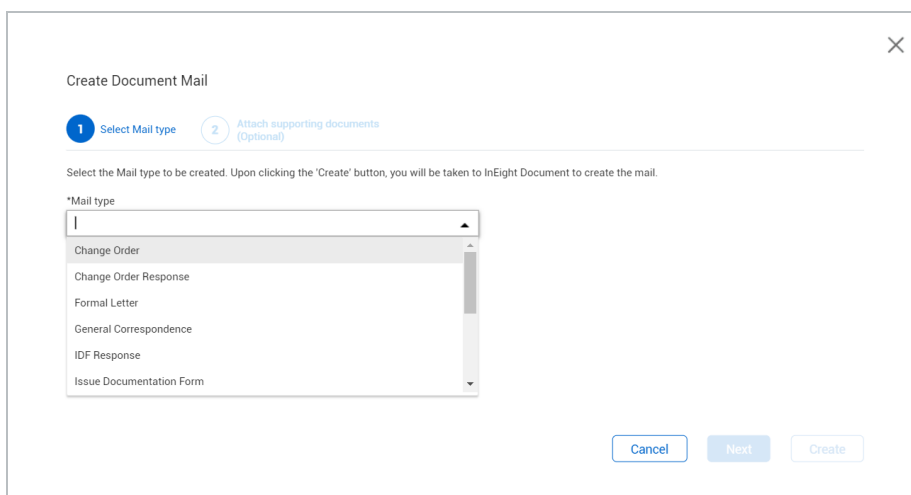 Create Document Mail
1 Select Mail type 2 Attach supporting documents
(Optional)
Select the Mail type to be created. Upon clicking the 'Create' button, you will be taken to InEight Document to create the mail.
*Mail type
Change Order
Change Order Response
Formal Letter
General Correspondence
IDF Response
Issue Documentation Form
Cancel Next Create